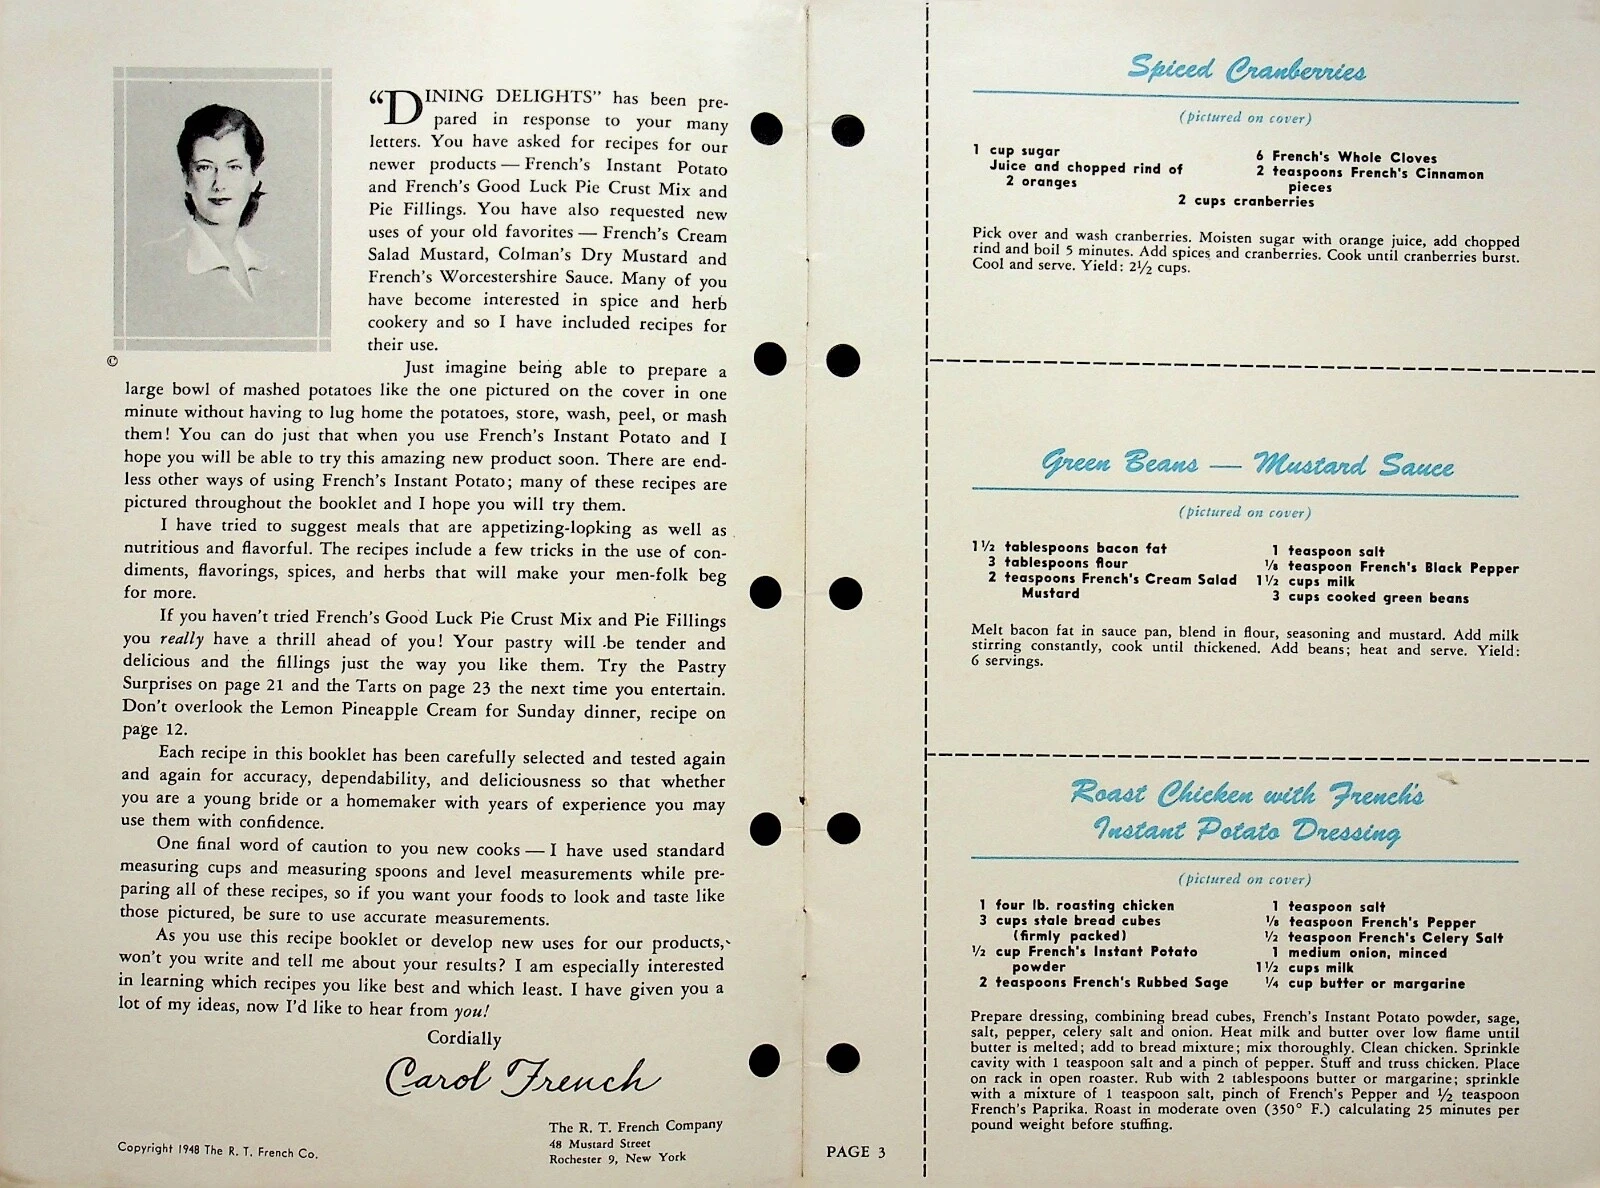 “DINING DELIGHTS” has been pre-
pared in response to your many
letters. You have asked for recipes for our
newer products — French's Instant Potato
and French's Good Luck Pie Crust Mix and
Pie Fillings. You have also requested new
uses of your old favorites — French's Cream
Salad Mustard, Colman's Dry Mustard and
French's Worcestershire Sauce. Many of you
have become interested in spice and herb
cookery and so I have included recipes for
their use.
©
Just imagine being able to prepare a
large bowl of mashed potatoes like the one pictured on the cover in one
minute without having to lug home the potatoes, store, wash, peel, or mash
them! You can do just that when you use French's Instant Potato and I
hope you will be able to try this amazing new product soon. There are end-
less other ways of using French's Instant Potato; many of these recipes are
pictured throughout the booklet and I hope you will try them.
I have tried to suggest meals that are appetizing-lopking as well as
nutritious and flavorful. The recipes include a few tricks in the use of con-
diments, flavorings, spices, and herbs that will make your men-folk beg
for more.
If you haven't tried French's Good Luck Pie Crust Mix and Pie Fillings
you really have a thrill ahead of you! Your pastry will be tender and
delicious and the fillings just the way you like them. Try the Pastry
Surprises on page 21 and the Tarts on page 23 the next time you entertain.
Don't overlook the Lemon Pineapple Cream for Sunday dinner, recipe on
page 12.
Each recipe in this booklet has been carefully selected and tested again
and again for accuracy, dependability, and deliciousness so that whether
you are a young bride or a homemaker with years of experience you may
use them with confidence.
One final word of caution to you new cooks — I have used standard
measuring cups and measuring spoons and level measurements while pre-
paring all of these recipes, so if you want your foods to look and taste like
those pictured, be sure to use accurate measurements.
As you use this recipe booklet or develop new uses for our products,
won't you write and tell me about your results? I am especially interested
in learning which recipes you like best and which least. I have given you a
lot of my ideas, now I'd like to hear from you!
Cordially
Carol French
The R. T. French Company
48 Mustard Street
Rochester 9, New York
Copyright 1948 The R. T. French Co.
PAGE 3
Spiced Cranberries
(pictured on cover)
1 cup sugar
Juice and chopped rind of
2 oranges
6 French's Whole Cloves
2 teaspoons French's Cinnamon
pieces
2 cups cranberries
Pick over and wash cranberries. Moisten sugar with orange juice, add chopped
rind and boil 5 minutes. Add spices and cranberries. Cook until cranberries burst.
Cool and serve. Yield: 2½ cups.
Green Beans — Mustard Sauce
(pictured on cover)
1½ tablespoons bacon fat
3 tablespoons flour
2 teaspoons French's Cream Salad
Mustard
1 teaspoon salt
⅛ teaspoon French's Black Pepper
1½ cups milk
3 cups cooked green beans
Melt bacon fat in sauce pan, blend in flour, seasoning and mustard. Add milk
stirring constantly, cook until thickened. Add beans; heat and serve. Yield:
6 servings.
Roast Chicken with French's
Instant Potato Dressing
(pictured on cover)
1 four lb. roasting chicken
3 cups stale bread cubes
(firmly packed)
½ cup French's Instant Potato
powder
2 teaspoons French's Rubbed Sage
1 teaspoon salt
⅛ teaspoon French's Pepper
½ teaspoon French's Celery Salt
1 medium onion, minced
1½ cups milk
¼ cup butter or margarine
Prepare dressing, combining bread cubes, French's Instant Potato powder, sage,
salt, pepper, celery salt and onion. Heat milk and butter over low flame until
butter is melted; add to bread mixture; mix thoroughly. Clean chicken. Sprinkle
cavity with 1 teaspoon salt and a pinch of pepper. Stuff and truss chicken. Place
on rack in open roaster. Rub with 2 tablespoons butter or margarine; sprinkle
with a mixture of 1 teaspoon salt, pinch of French's Pepper and ½ teaspoon
French's Paprika. Roast in moderate oven (350° F.) calculating 25 minutes per
pound weight before stuffing.